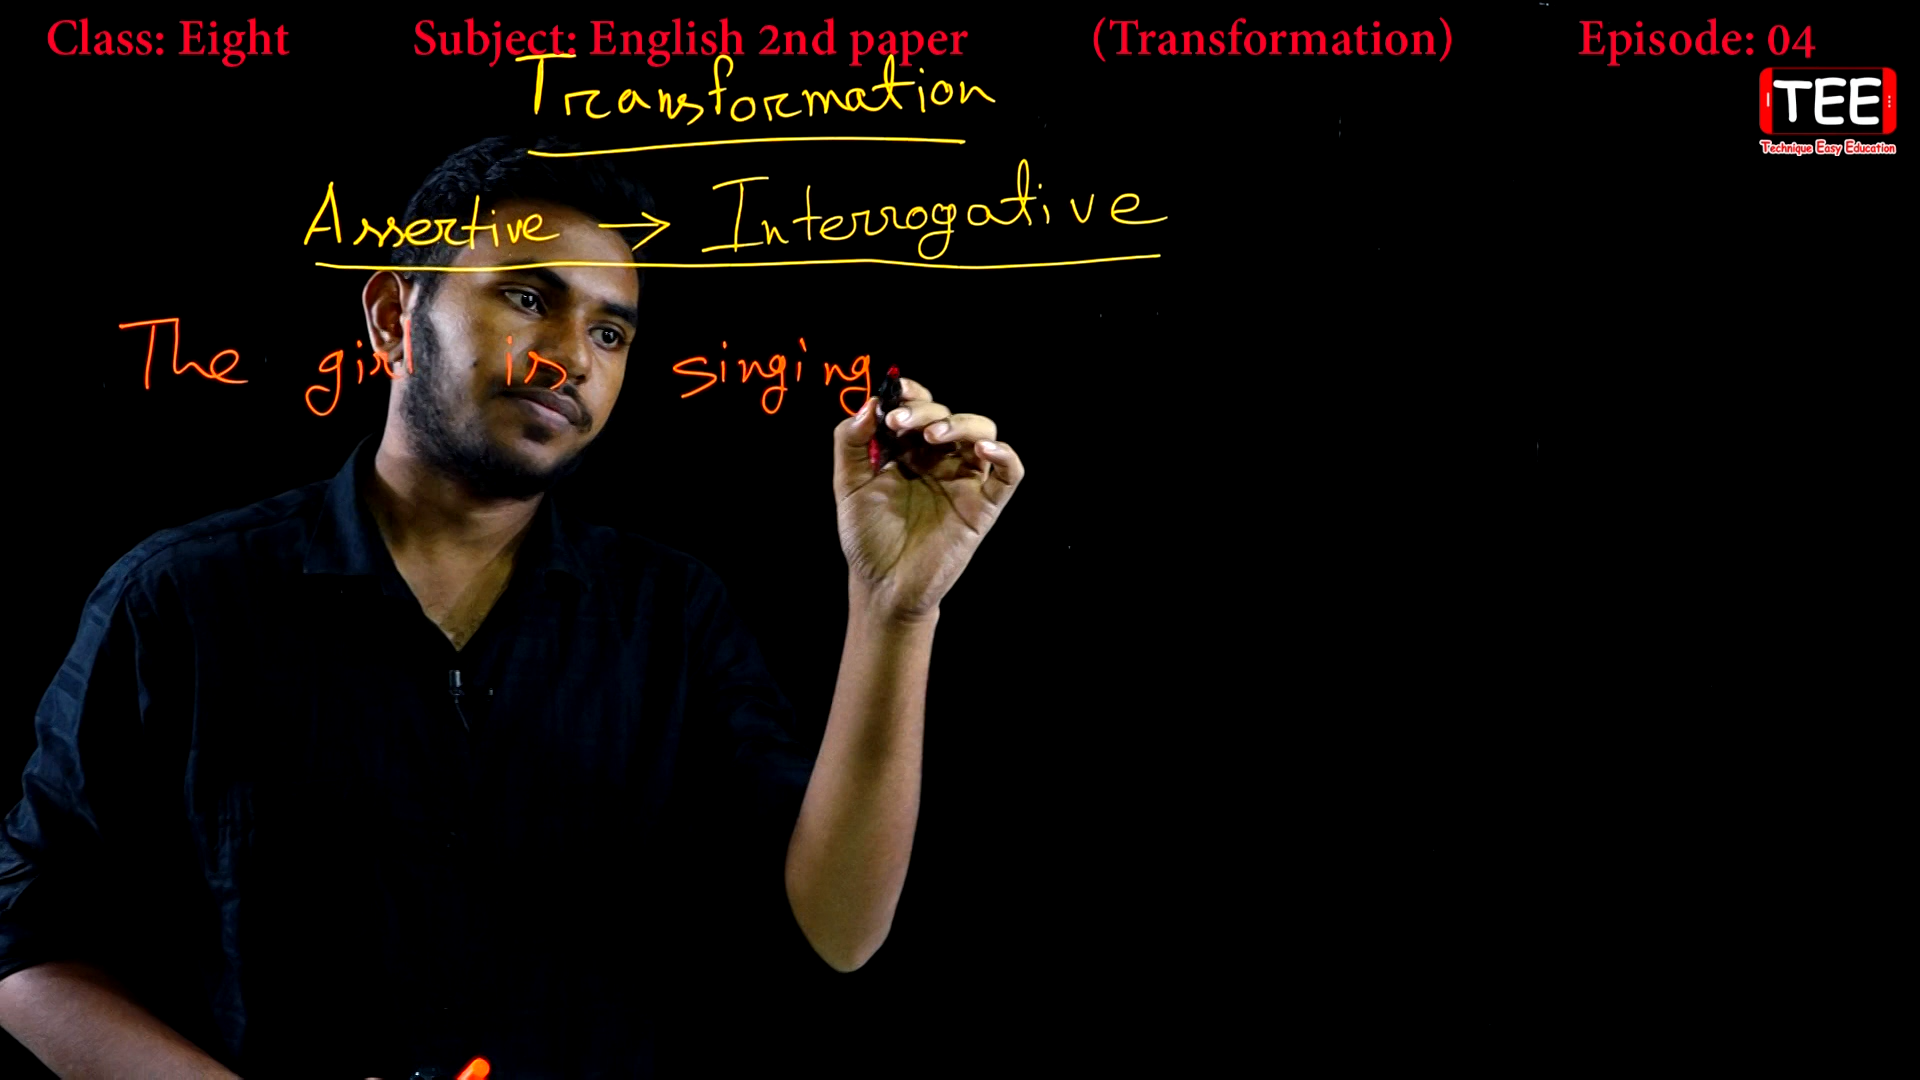 Class: Eight Subject: English 2nd paper (Transformation) Episode: 04
TEE
Technique Easy Education
Transformation
Assertive → Interrogative
The girl is singing